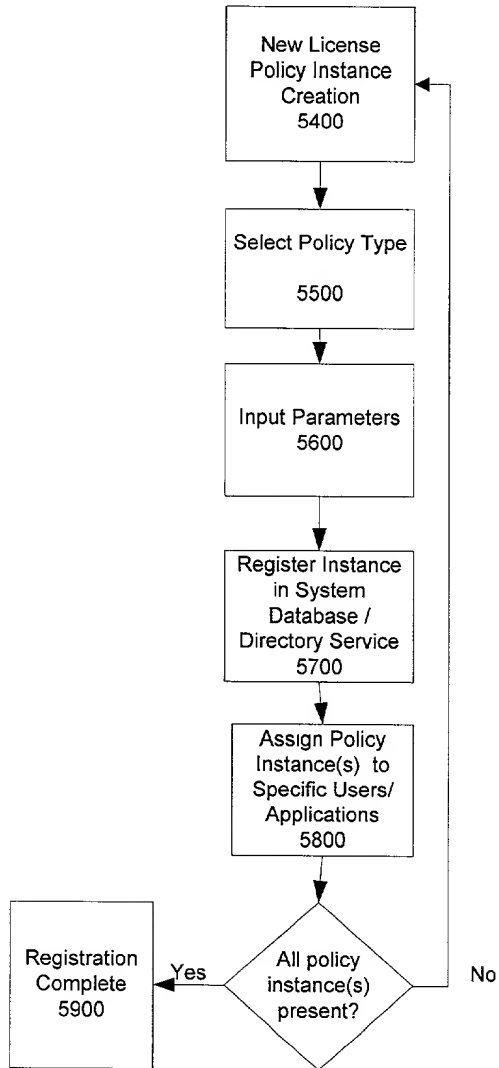 New License
Policy Instance
Creation
5400
Select Policy Type
5500
Input Parameters
5600
Register Instance
in System
Database /
Directory Service
5700
Assign Policy
Instance(s) to
Specific Users/
Applications
5800
All policy
instance(s)
present?
Yes
No
Registration
Complete
5900